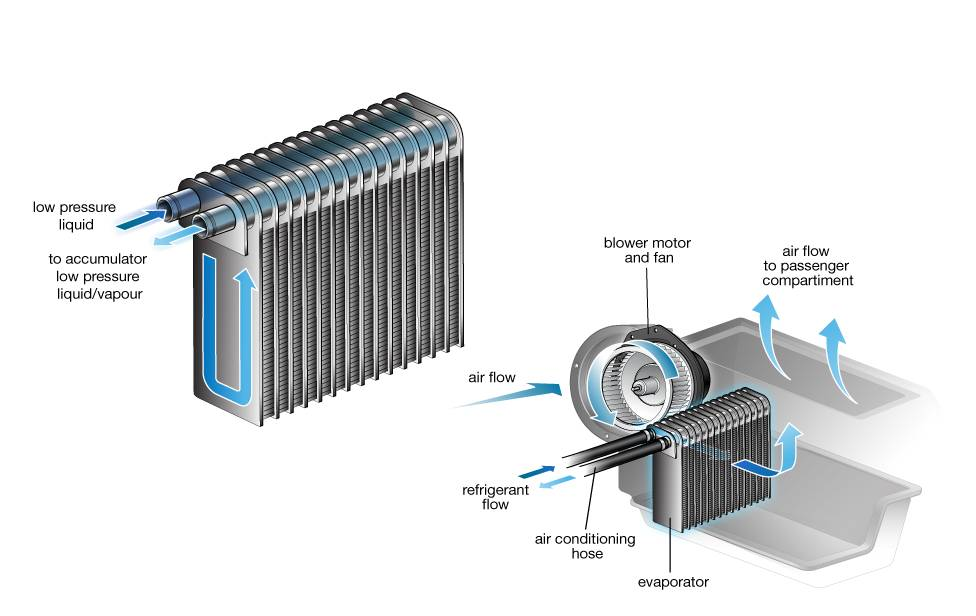 low pressure
liquid
to accumulator
low pressure
liquid/vapour
blower motor
and fan
air flow
to passenger
compartment
air flow
refrigerant
flow
air conditioning
hose
evaporator